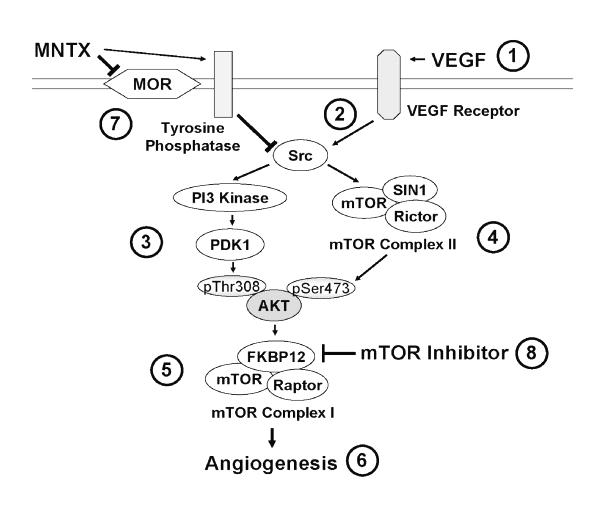 MNTX
VEGF
1
MOR
7
Tyrosine
Phosphatase
2
VEGF Receptor
Src
PI3 Kinase
SIN1
mTOR
Rictor
3
PDK1
mTOR Complex II
4
pThr308
pSer473
AKT
FKBP12
mTOR Inhibitor
8
5
mTOR
Raptor
mTOR Complex I
Angiogenesis
6